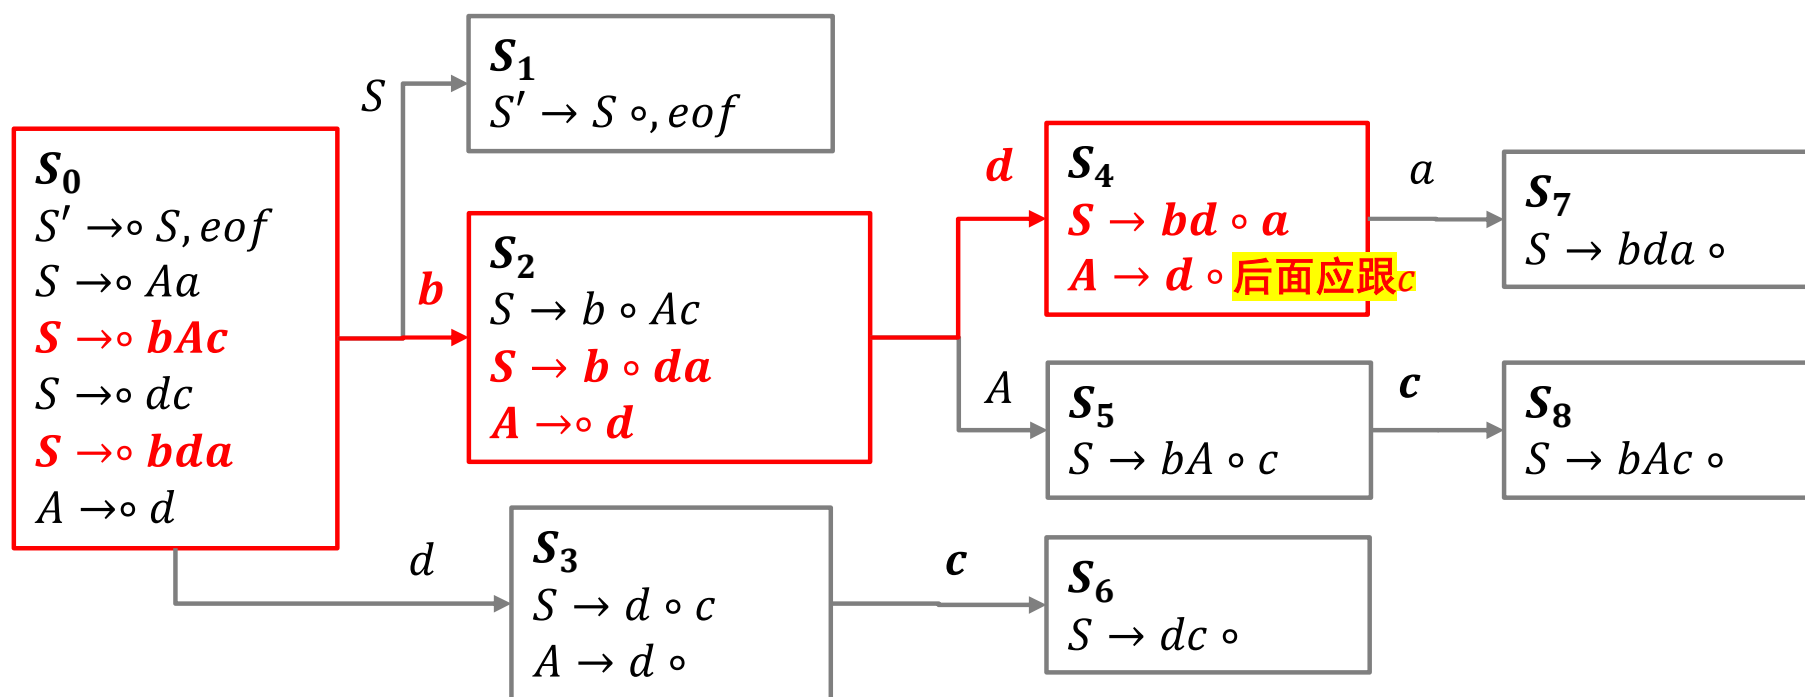 S₁
S′ → S ∘, eof
S
S₀
S′ →∘ S, eof
S →∘ Aa
S →∘ bAc
S →∘ dc
S →∘ bda
A →∘ d
b
S₂
S → b ∘ Ac
S → b ∘ da
A →∘ d
d
S₄
S → bd ∘ a
A → d ∘ 后面应跟c
a
S₇
S → bda ∘
A
S₅
S → bA ∘ c
c
S₈
S → bAc ∘
d
S₃
S → d ∘ c
A → d ∘
c
S₆
S → dc ∘